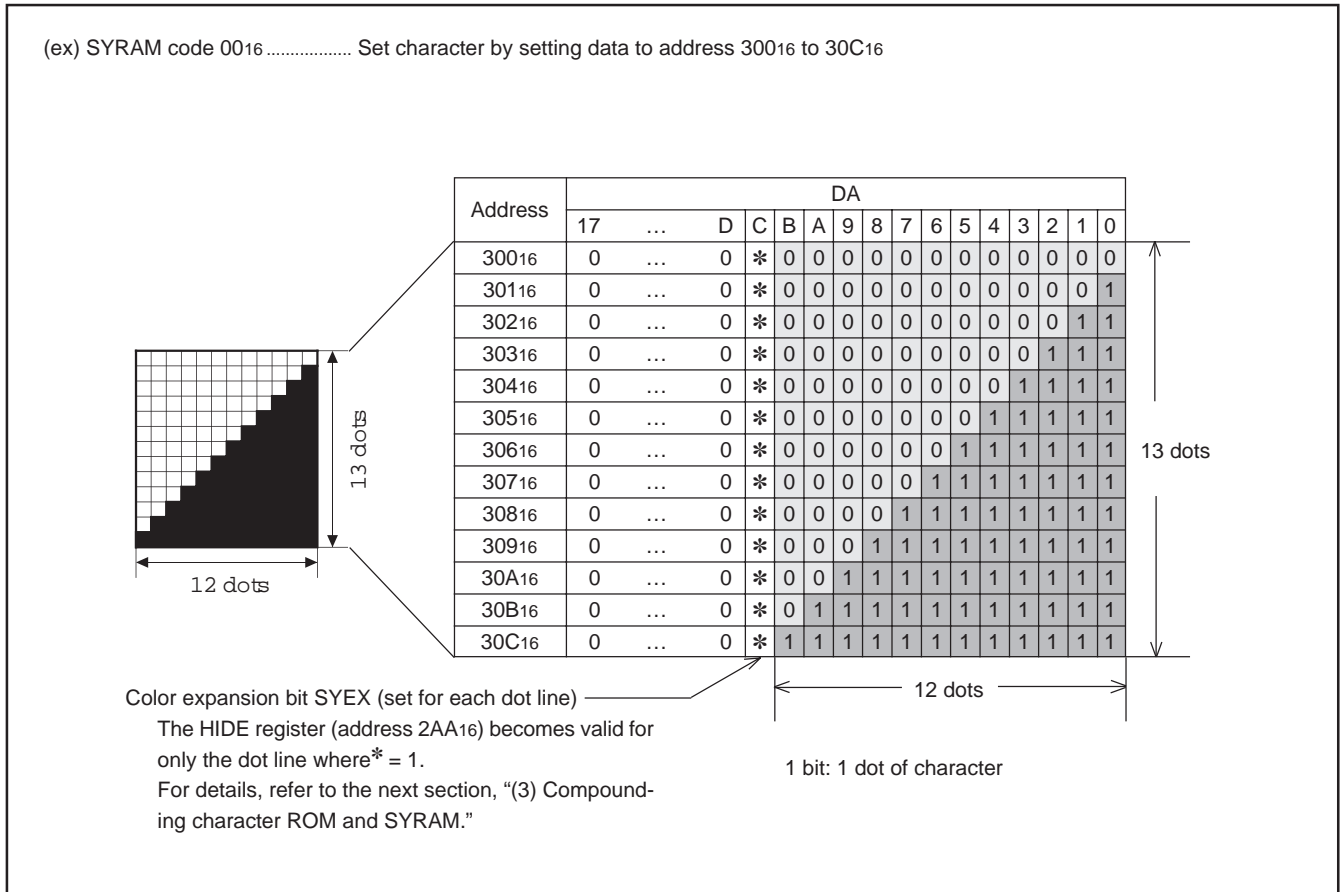 (ex) SYRAM code 0016 .................. Set character by setting data to address 30016 to 30C16
Address DA
17 ... D C B A 9 8 7 6 5 4 3 2 1 0
30016 0 ... 0 * 0 0 0 0 0 0 0 0 0 0 0 0
30116 0 ... 0 * 0 0 0 0 0 0 0 0 0 0 0 1
30216 0 ... 0 * 0 0 0 0 0 0 0 0 0 0 1 1
30316 0 ... 0 * 0 0 0 0 0 0 0 0 0 1 1 1
30416 0 ... 0 * 0 0 0 0 0 0 0 0 1 1 1 1
30516 0 ... 0 * 0 0 0 0 0 0 0 1 1 1 1 1
30616 0 ... 0 * 0 0 0 0 0 0 1 1 1 1 1 1
30716 0 ... 0 * 0 0 0 0 0 1 1 1 1 1 1 1
30816 0 ... 0 * 0 0 0 0 1 1 1 1 1 1 1 1
30916 0 ... 0 * 0 0 0 1 1 1 1 1 1 1 1 1
30A16 0 ... 0 * 0 0 1 1 1 1 1 1 1 1 1 1
30B16 0 ... 0 * 0 1 1 1 1 1 1 1 1 1 1 1
30C16 0 ... 0 * 1 1 1 1 1 1 1 1 1 1 1 1
13 dots
12 dots
13 dots
12 dots
Color expansion bit SYEX (set for each dot line)
The HIDE register (address 2AA16) becomes valid for
only the dot line where* = 1.
For details, refer to the next section, “(3) Compound-
ing character ROM and SYRAM.”
1 bit: 1 dot of character